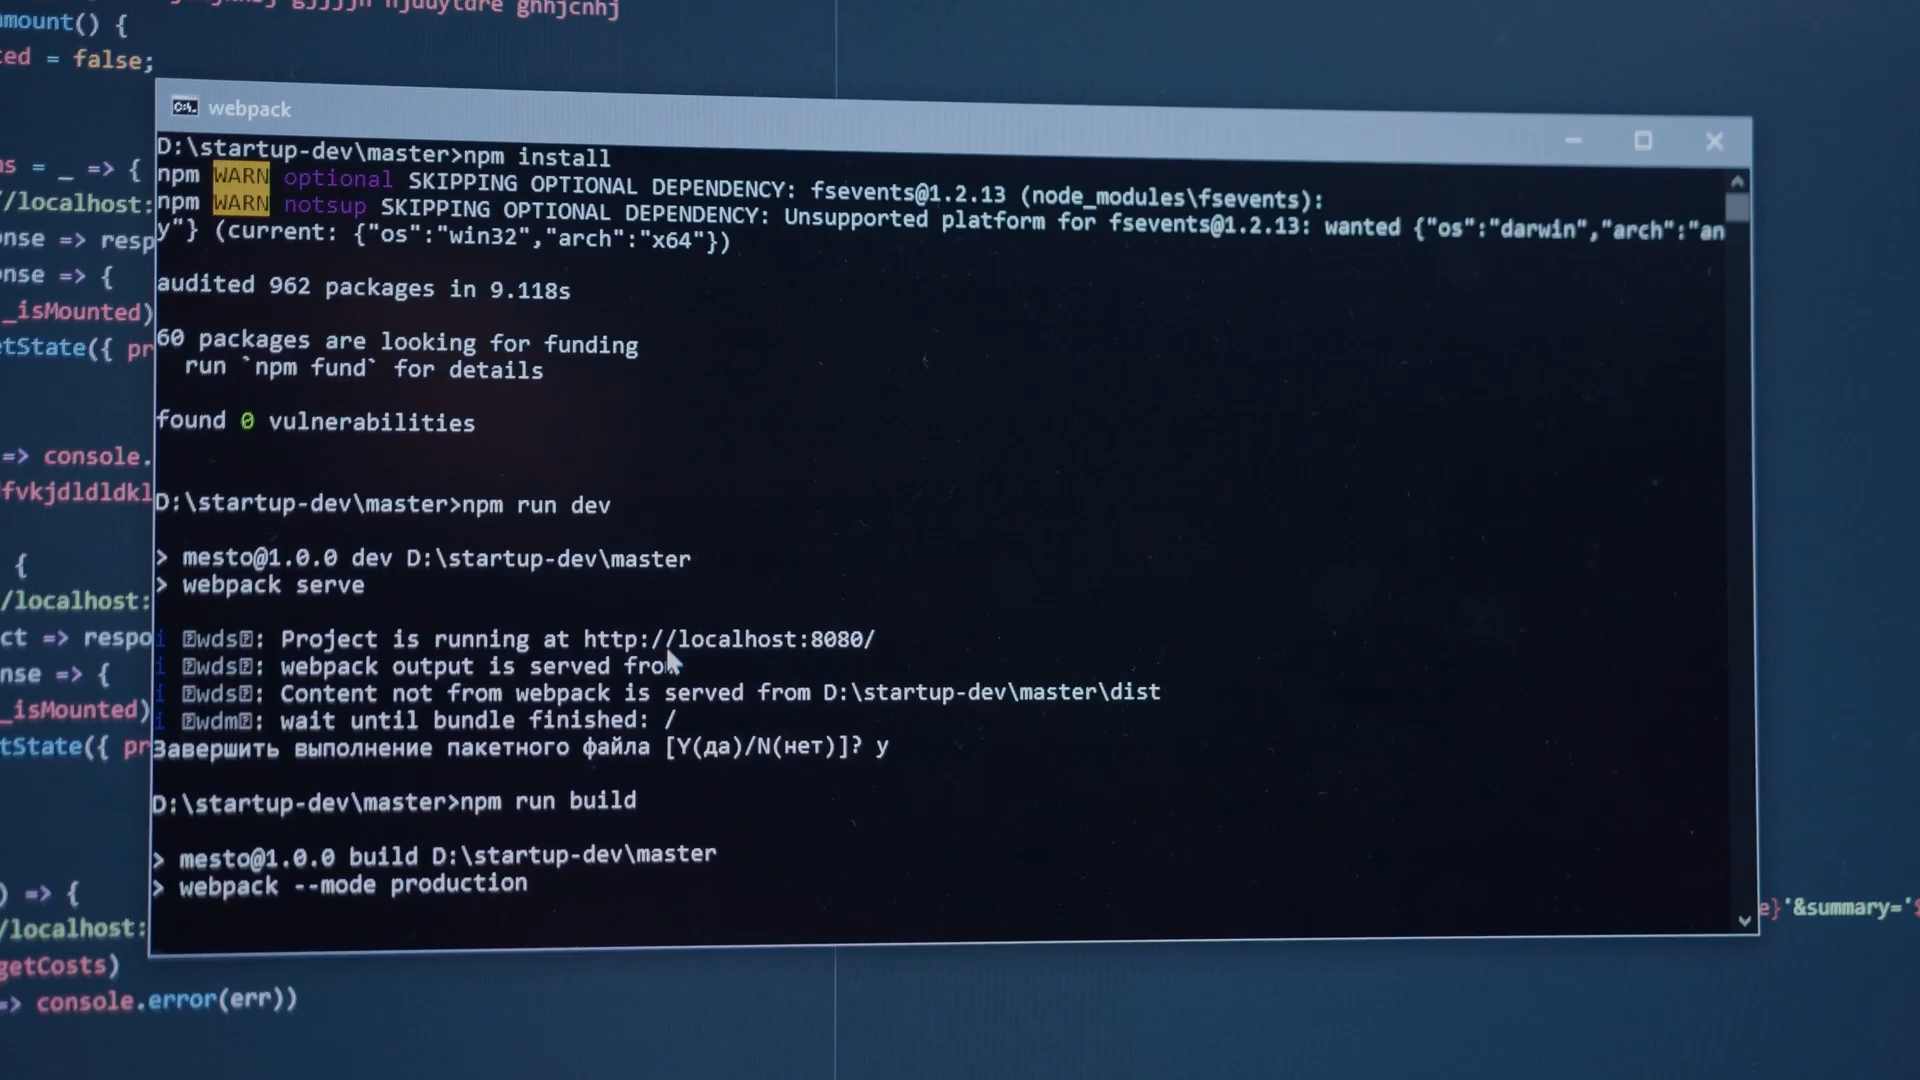 ghhjcnhj
mount() {
ted = false;
webpack
D:\startup-dev\master>npm install
npm WARN optional SKIPPING OPTIONAL DEPENDENCY: fsevents@1.2.13 (node_modules\fsevents):
npm WARN notsup SKIPPING OPTIONAL DEPENDENCY: Unsupported platform for fsevents@1.2.13: wanted {"os":"darwin","arch":"an
y"} (current: {"os":"win32","arch":"x64"})
audited 962 packages in 9.118s
60 packages are looking for funding
run `npm fund` for details
found 0 vulnerabilities
D:\startup-dev\master>npm run dev
> mesto@1.0.0 dev D:\startup-dev\master
> webpack serve
i ⍰wds⍰: Project is running at http://localhost:8080/
i ⍰wds⍰: webpack output is served from
i ⍰wds⍰: Content not from webpack is served from D:\startup-dev\master\dist
i ⍰wdm⍰: wait until bundle finished: /
Завершить выполнение пакетного файла [Y(да)/N(нет)]? y
D:\startup-dev\master>npm run build
> mesto@1.0.0 build D:\startup-dev\master
> webpack --mode production
s = _ => {
//localhost:
onse => resp
onse => {
_isMounted)
etState({ pr
=> console.
fvkjdldldkl
{
/localhost:
ct => respo
nse => {
_isMounted)
tState({ pr
) => {
/localhost:
getCosts)
=> console.error(err))
e}'&summary='$